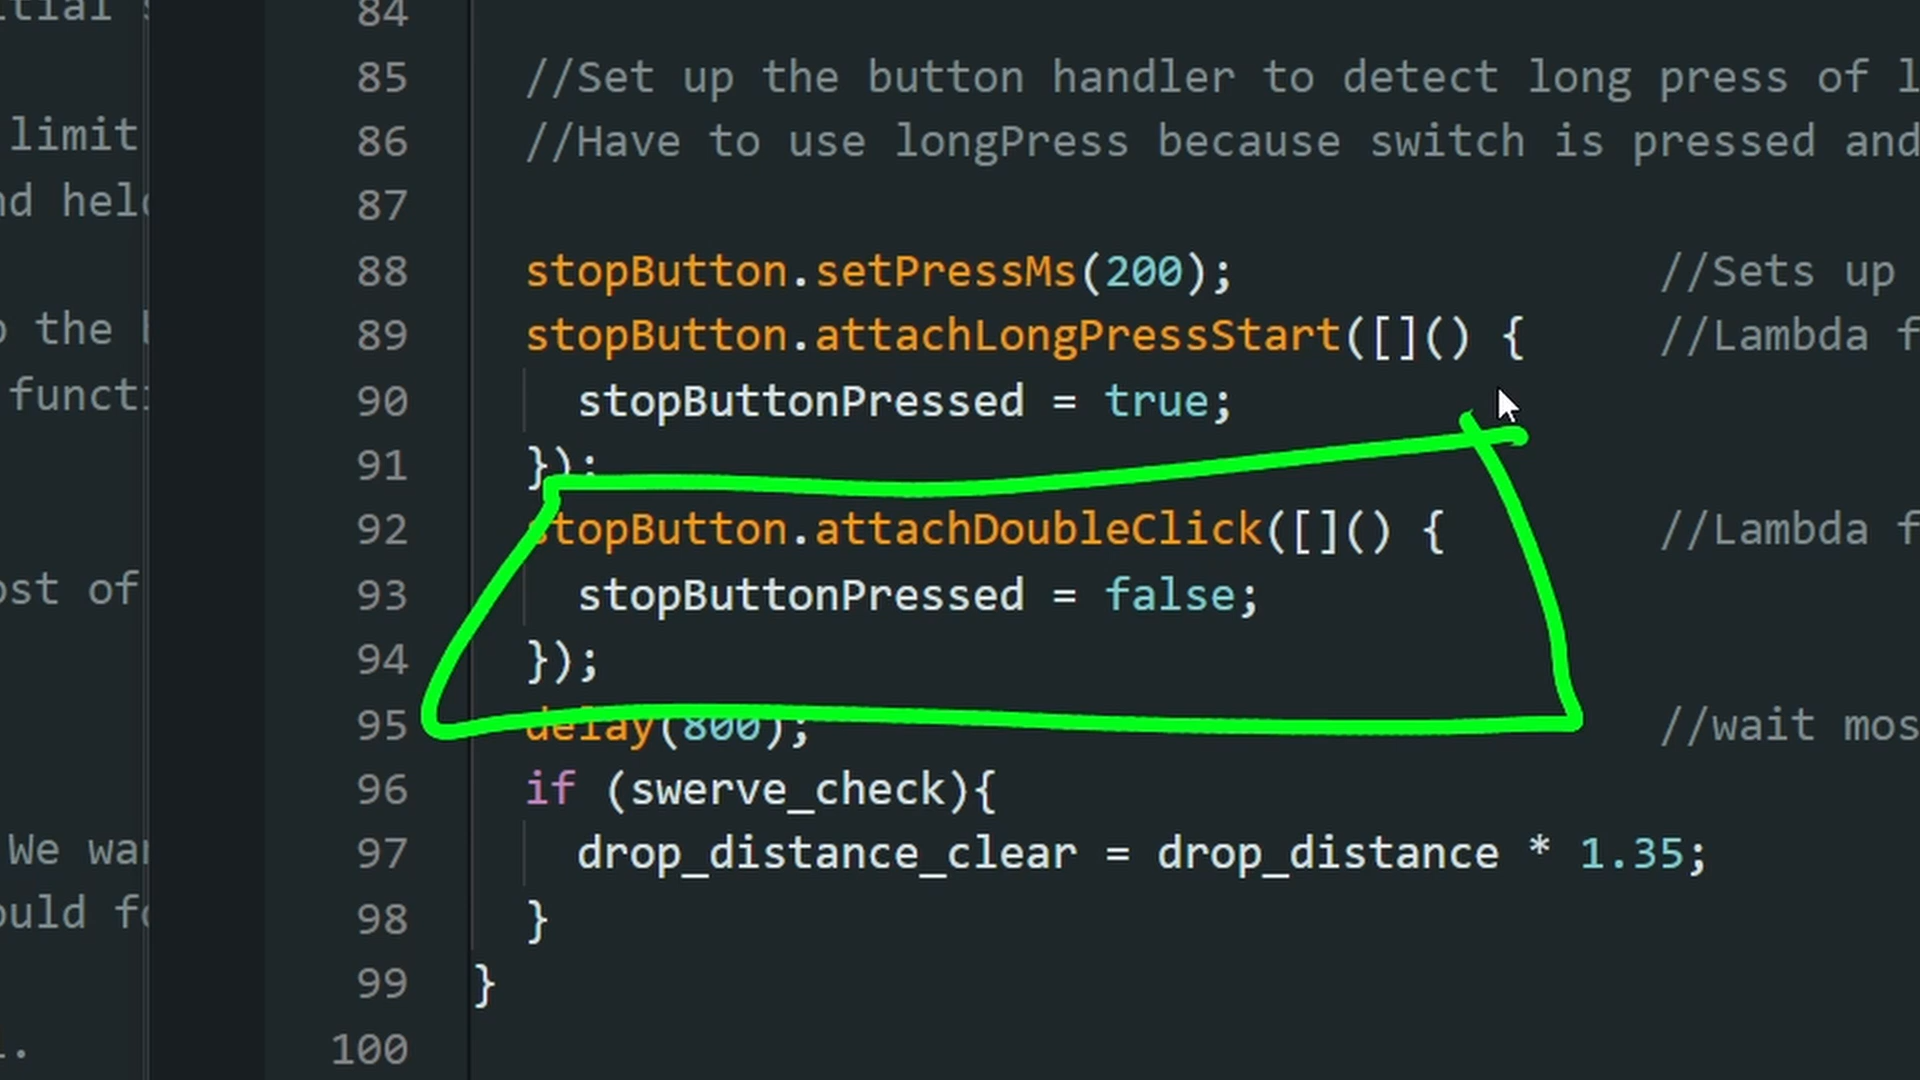 84
85 //Set up the button handler to detect long press of l
limit
86 //Have to use longPress because switch is pressed and
87
88 stopButton.setPressMs(200); //Sets up
the
89 stopButton.attachLongPressStart([]() { //Lambda f
90 stopButtonPressed = true;
91 });
92 stopButton.attachDoubleClick([]() { //Lambda f
of
93 stopButtonPressed = false;
94 });
95 delay(800); //wait mos
96 if (swerve_check){
We
97 drop_distance_clear = drop_distance * 1.35;
98 }
99 }
100